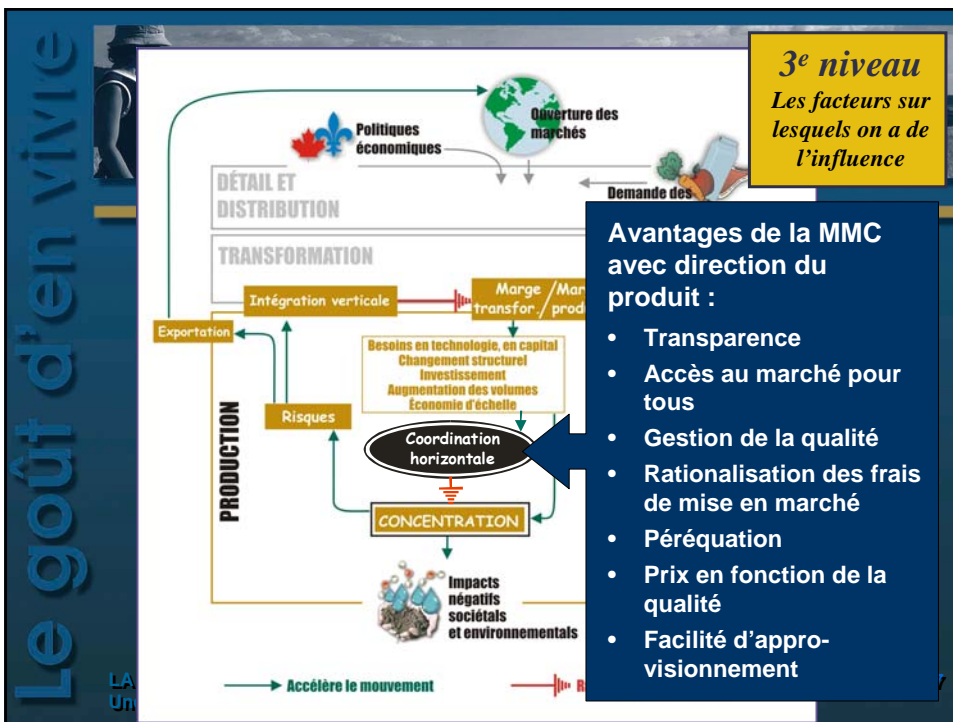 Le goût d'en vivre
3e niveau
Les facteurs sur
lesquels on a de
l'influence
Politiques
économiques
Ouverture des
marchés
DÉTAIL ET
DISTRIBUTION
Demande des
TRANSFORMATION
Intégration verticale
Marge
transfor./
Exportation
Besoins en technologie, en capital
Changement structurel
Investissement
Augmentation des volumes
Économie d'échelle
Risques
Coordination
horizontale
PRODUCTION
CONCENTRATION
Impacts
négatifs
sociétals
et environnementals
Accélère le mouvement
Avantages de la MMC
avec direction du
produit :
• Transparence
• Accès au marché pour
tous
• Gestion de la qualité
• Rationalisation des frais
de mise en marché
• Péréquation
• Prix en fonction de la
qualité
• Facilité d'appro-
visionnement
LA